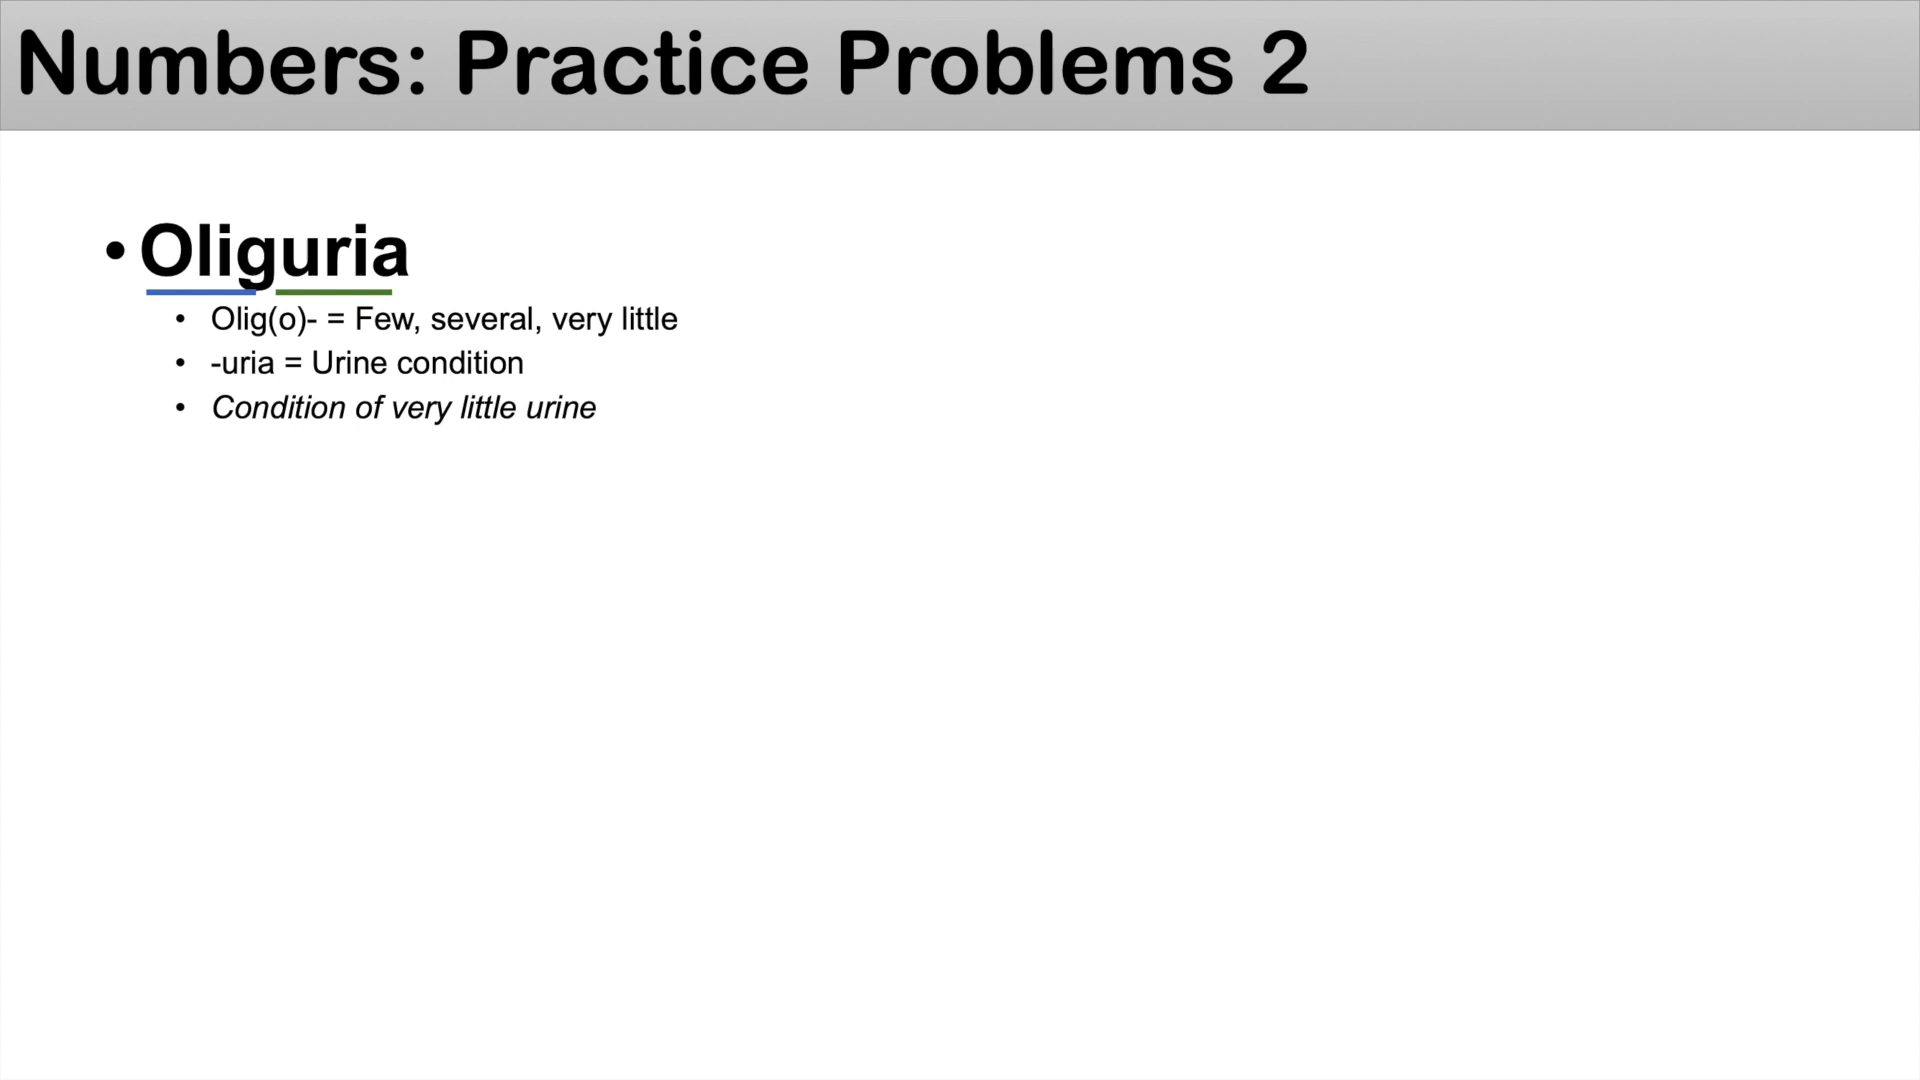 Numbers: Practice Problems 2
• Oliguria
• Olig(o)- = Few, several, very little
• -uria = Urine condition
• Condition of very little urine